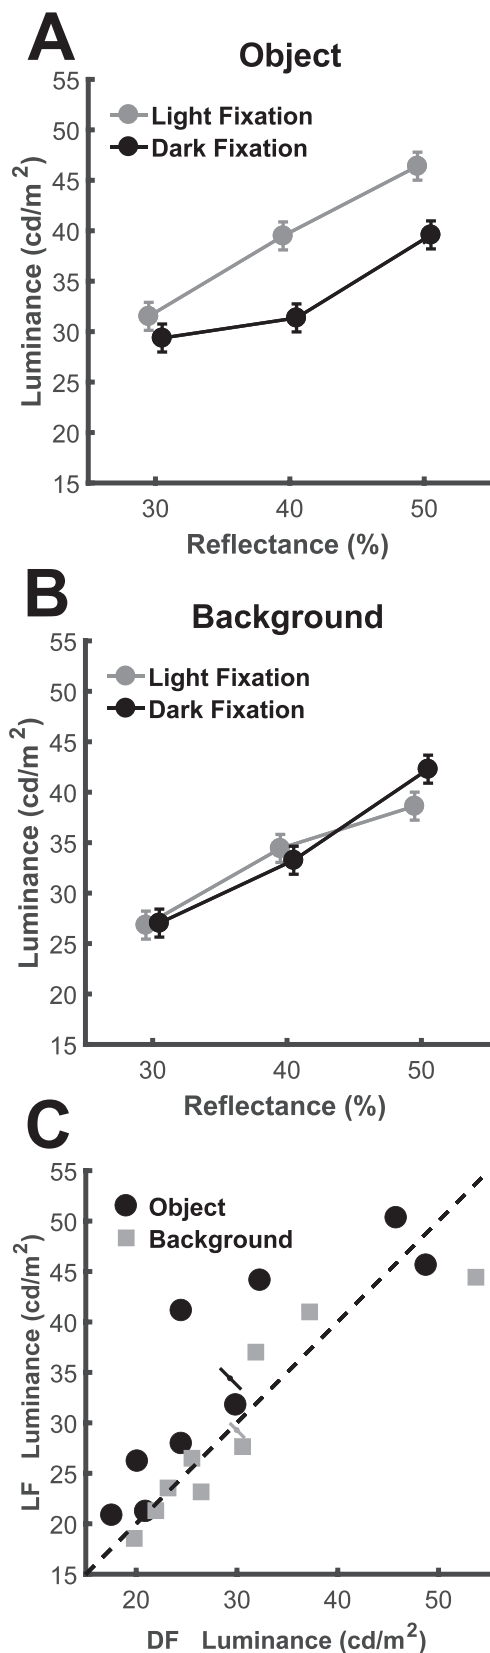 A
Object
55
50
45
40
35
30
25
20
15
Luminance (cd/m²)
Light Fixation
Dark Fixation
30 40 50
Reflectance (%)
B
Background
55
50
45
40
35
30
25
20
15
Luminance (cd/m²)
Light Fixation
Dark Fixation
30 40 50
Reflectance (%)
C
55
50
45
40
35
30
25
20
15
LF Luminance (cd/m²)
Object
Background
20 30 40 50
DF Luminance (cd/m²)